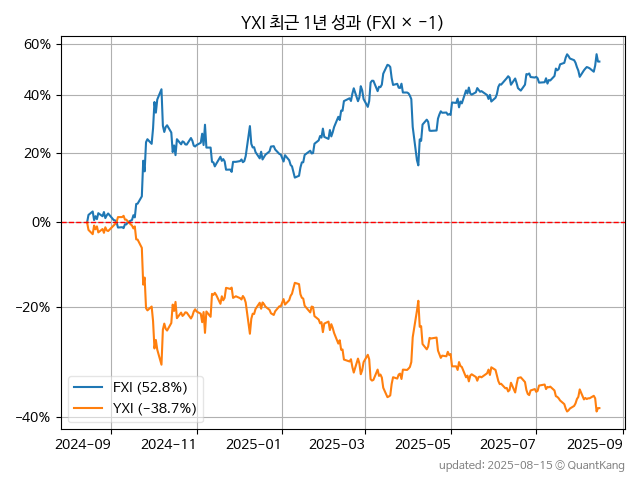 YXI 최근 1년 성과 (FXI × −1)
60%
40%
20%
0%
−20%
−40%
FXI (52.8%)
YXI (−38.7%)
2024−09 2024−11 2025−01 2025−03 2025−05 2025−07 2025−09
updated: 2025-08-15 © QuantKang